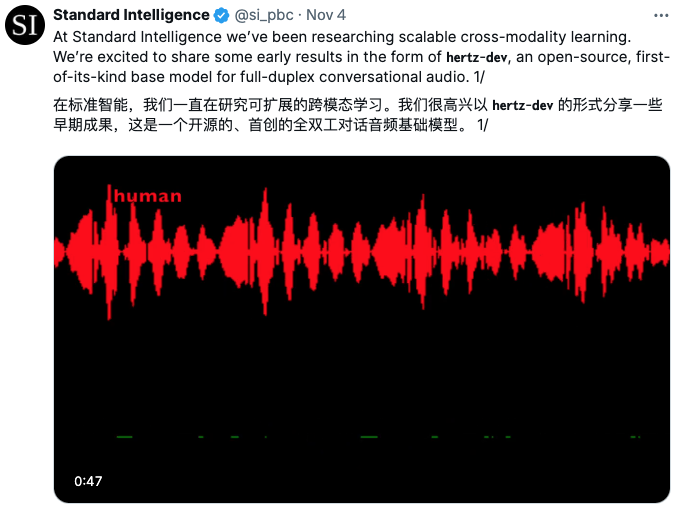 SI
Standard Intelligence @si_pbc · Nov 4
At Standard Intelligence we’ve been researching scalable cross-modality learning.
We’re excited to share some early results in the form of hertz-dev, an open-source, first-
of-its-kind base model for full-duplex conversational audio. 1/
在标准智能，我们一直在研究可扩展的跨模态学习。我们很高兴以 hertz-dev 的形式分享一些
早期成果，这是一个开源的、首创的全双工对话音频基础模型。 1/
human
0:47